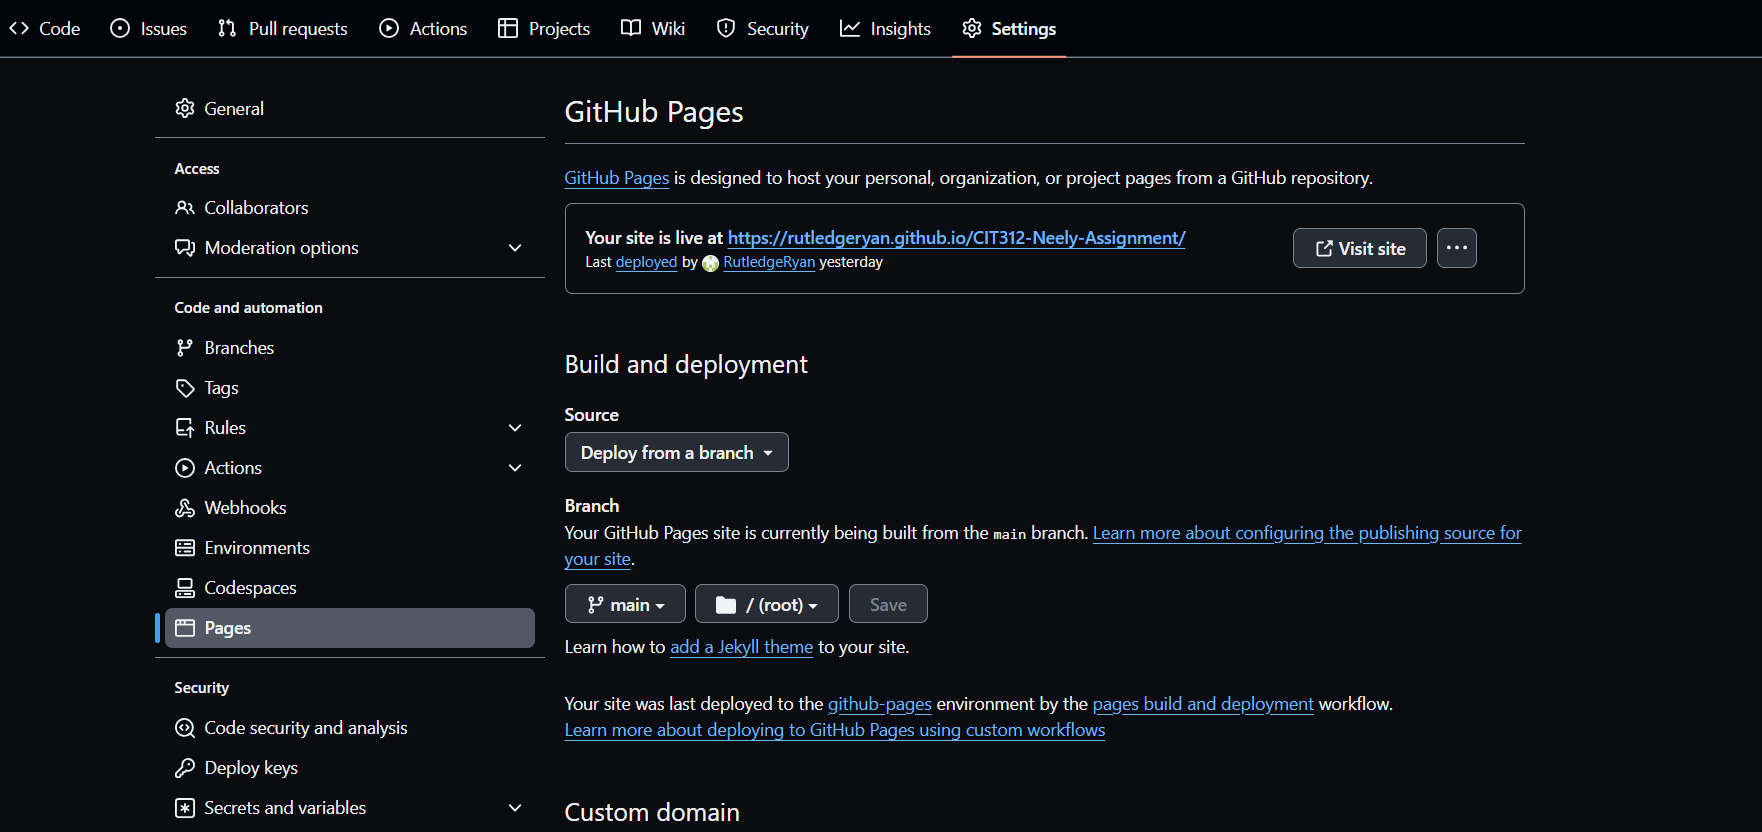 Code Issues Pull requests Actions Projects Wiki Security Insights Settings
General
Access
Collaborators
Moderation options
Code and automation
Branches
Tags
Rules
Actions
Webhooks
Environments
Codespaces
Pages
Security
Code security and analysis
Deploy keys
Secrets and variables
GitHub Pages
GitHub Pages is designed to host your personal, organization, or project pages from a GitHub repository.
Your site is live at https://rutledgeryan.github.io/CIT312-Neely-Assignment/
Last deployed by RutledgeRyan yesterday
Visit site
Build and deployment
Source
Deploy from a branch
Branch
Your GitHub Pages site is currently being built from the main branch. Learn more about configuring the publishing source for
your site.
main / (root) Save
Learn how to add a Jekyll theme to your site.
Your site was last deployed to the github-pages environment by the pages build and deployment workflow.
Learn more about deploying to GitHub Pages using custom workflows
Custom domain